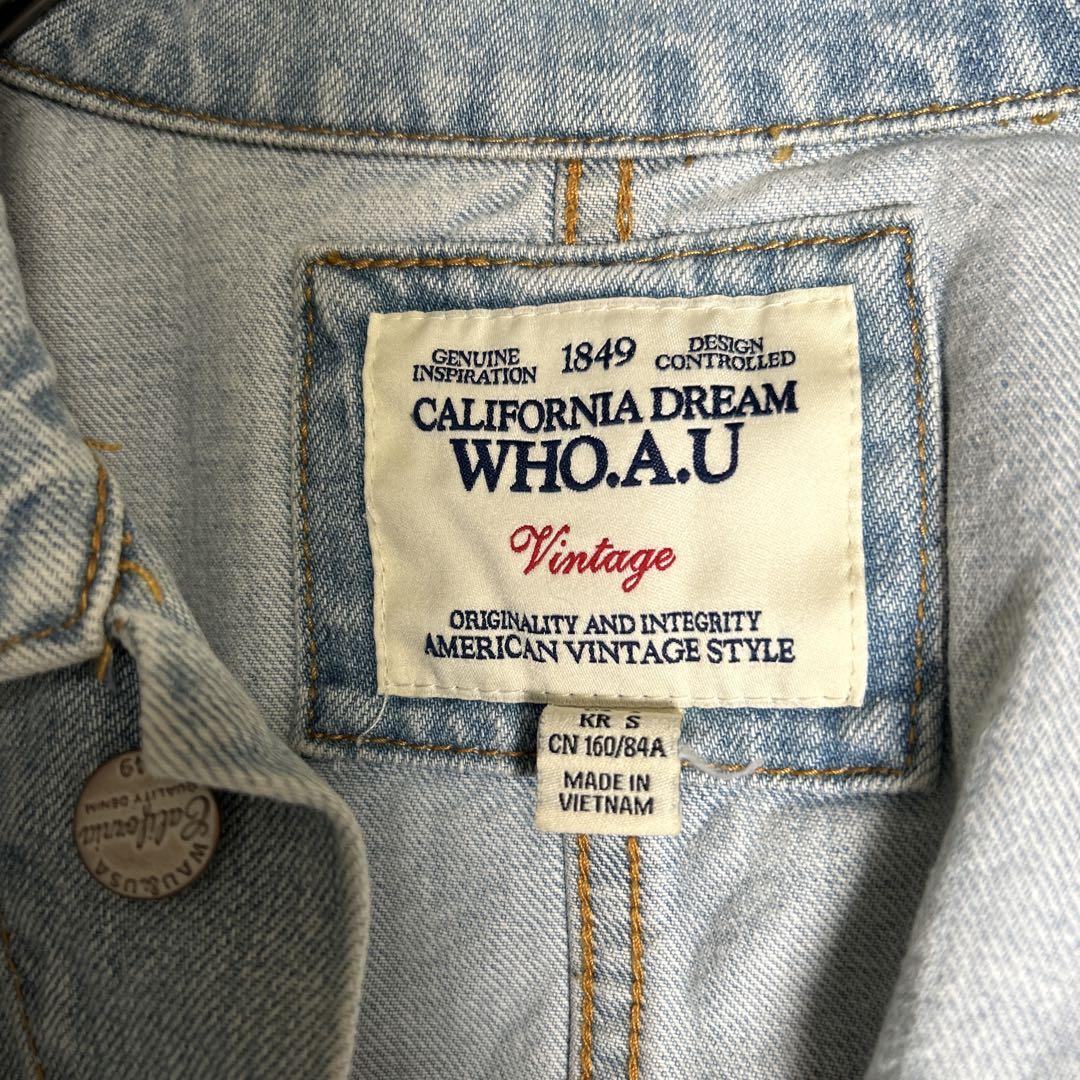 GENUINE INSPIRATION
1849
DESIGN CONTROLLED
CALIFORNIA DREAM
WHO.A.U
Vintage
ORIGINALITY AND INTEGRITY
AMERICAN VINTAGE STYLE
KR S
CN 160/84A
MADE IN
VIETNAM
WAU&USA
California
QUALITY DENIM